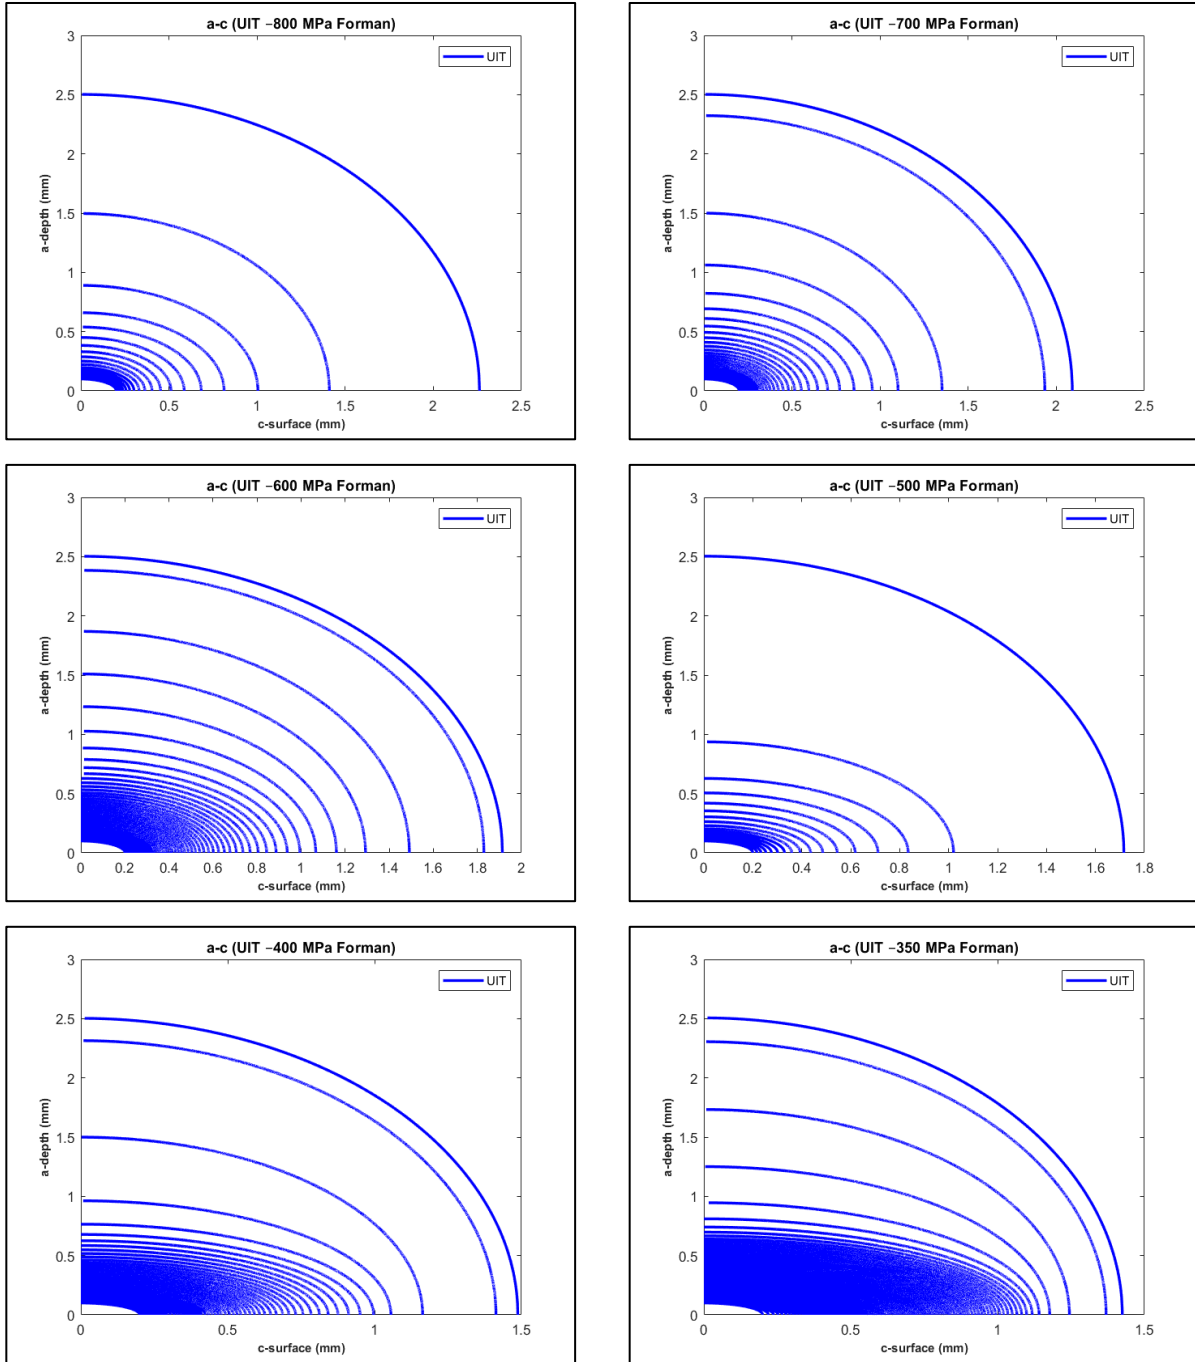 a-c (UIT −800 MPa Forman)
3
2.5
2
1.5
1
0.5
0
a-depth (mm)
UIT
0 0.5 1 1.5 2 2.5
c-surface (mm)
a-c (UIT −700 MPa Forman)
3
2.5
2
1.5
1
0.5
0
a-depth (mm)
UIT
0 0.5 1 1.5 2 2.5
c-surface (mm)
a-c (UIT −600 MPa Forman)
3
2.5
2
1.5
1
0.5
0
a-depth (mm)
UIT
0 0.2 0.4 0.6 0.8 1 1.2 1.4 1.6 1.8 2
c-surface (mm)
a-c (UIT −500 MPa Forman)
3
2.5
2
1.5
1
0.5
0
a-depth (mm)
UIT
0 0.2 0.4 0.6 0.8 1 1.2 1.4 1.6 1.8
c-surface (mm)
a-c (UIT −400 MPa Forman)
3
2.5
2
1.5
1
0.5
0
a-depth (mm)
UIT
0 0.5 1 1.5
c-surface (mm)
a-c (UIT −350 MPa Forman)
3
2.5
2
1.5
1
0.5
0
a-depth (mm)
UIT
0 0.5 1 1.5
c-surface (mm)